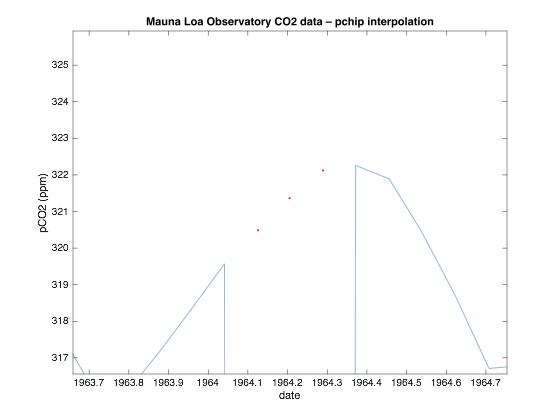 Mauna Loa Observatory CO2 data – pchip interpolation
325
324
323
322
321
320
319
318
317
pCO2 (ppm)
1963.7 1963.8 1963.9 1964 1964.1 1964.2 1964.3 1964.4 1964.5 1964.6 1964.7
date